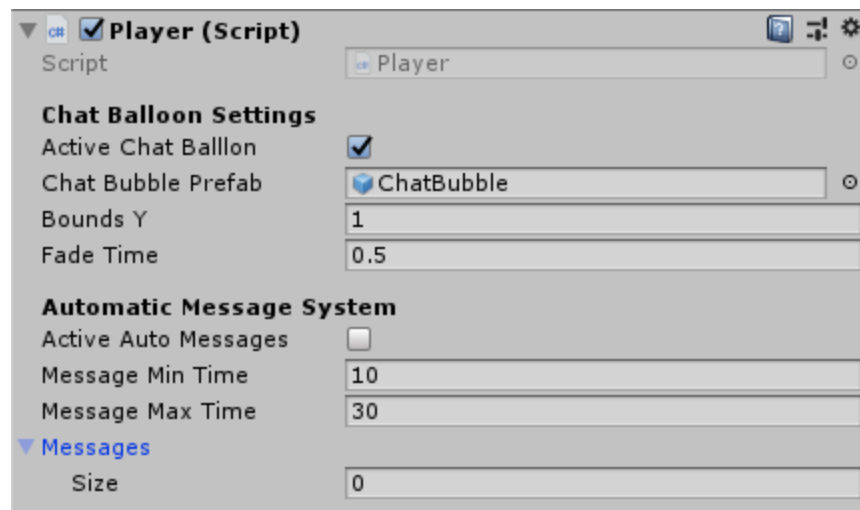 Player (Script)
Script Player
Chat Balloon Settings
Active Chat Balllon
Chat Bubble Prefab ChatBubble
Bounds Y 1
Fade Time 0.5
Automatic Message System
Active Auto Messages
Message Min Time 10
Message Max Time 30
Messages
Size 0